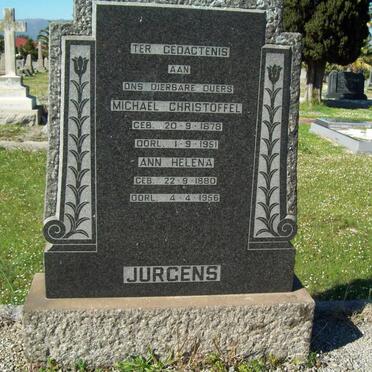 TER GEDACTENIS
AAN
ONS DIERBARE OUERS
MICHAEL CHRISTOFFEL
GEB. 20-9-1878
OORL. 1-9-1951
ANN HELENA
GEB. 22-9-1880
OORL. 4-4-1956
JURGENS